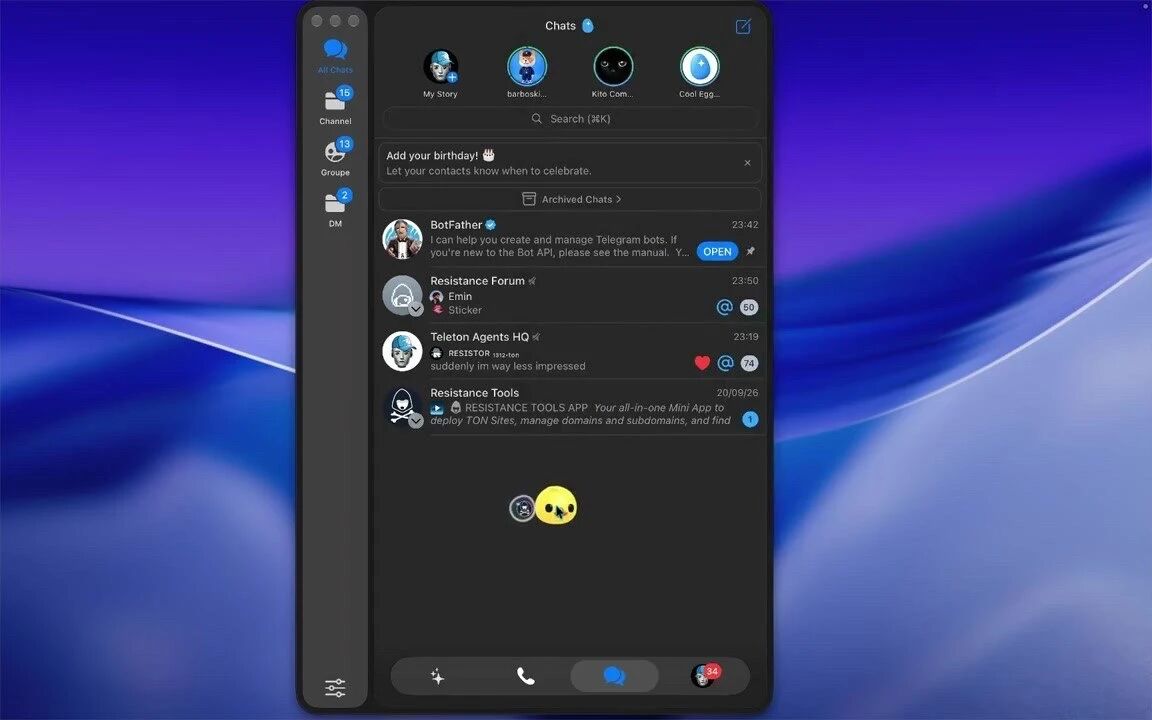 Chats
All Chats
15
Channel
13
Groupe
2
DM
My Story
barboski...
Kito Com...
Cool Egg...
Search (⌘K)
Add your birthday!
Let your contacts know when to celebrate.
Archived Chats >
BotFather
23:42
I can help you create and manage Telegram bots. If
you're new to the Bot API, please see the manual. Y...
OPEN
Resistance Forum
23:50
Emin
Sticker
@ 50
Teleton Agents HQ
23:19
RESISTOR 1312-ton
suddenly im way less impressed
@ 74
Resistance Tools
20/09/26
RESISTANCE TOOLS APP Your all-in-one Mini App to
deploy TON Sites, manage domains and subdomains, and find
1
34